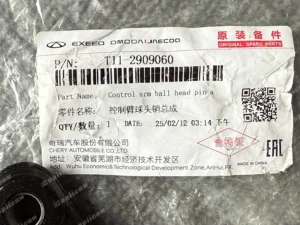 EXEED OMODA | JAECOO
原装备件
ORIGINAL SPARE PARTS
P/N: T11-2909060
Part Name: Control arm ball head pin a
零件名称: 控制臂球头销总成
QTY/数量: 1 DATE: 25/02/12 03:14 下午
奇瑞汽车股份有限公司
CHERY AUTOMOBILE CO.,LTD
地址: 安徽省芜湖市经济技术开发区
Add: Wuhu Economic&Technological Development Zone,AnHui,PR.
合格
EAC